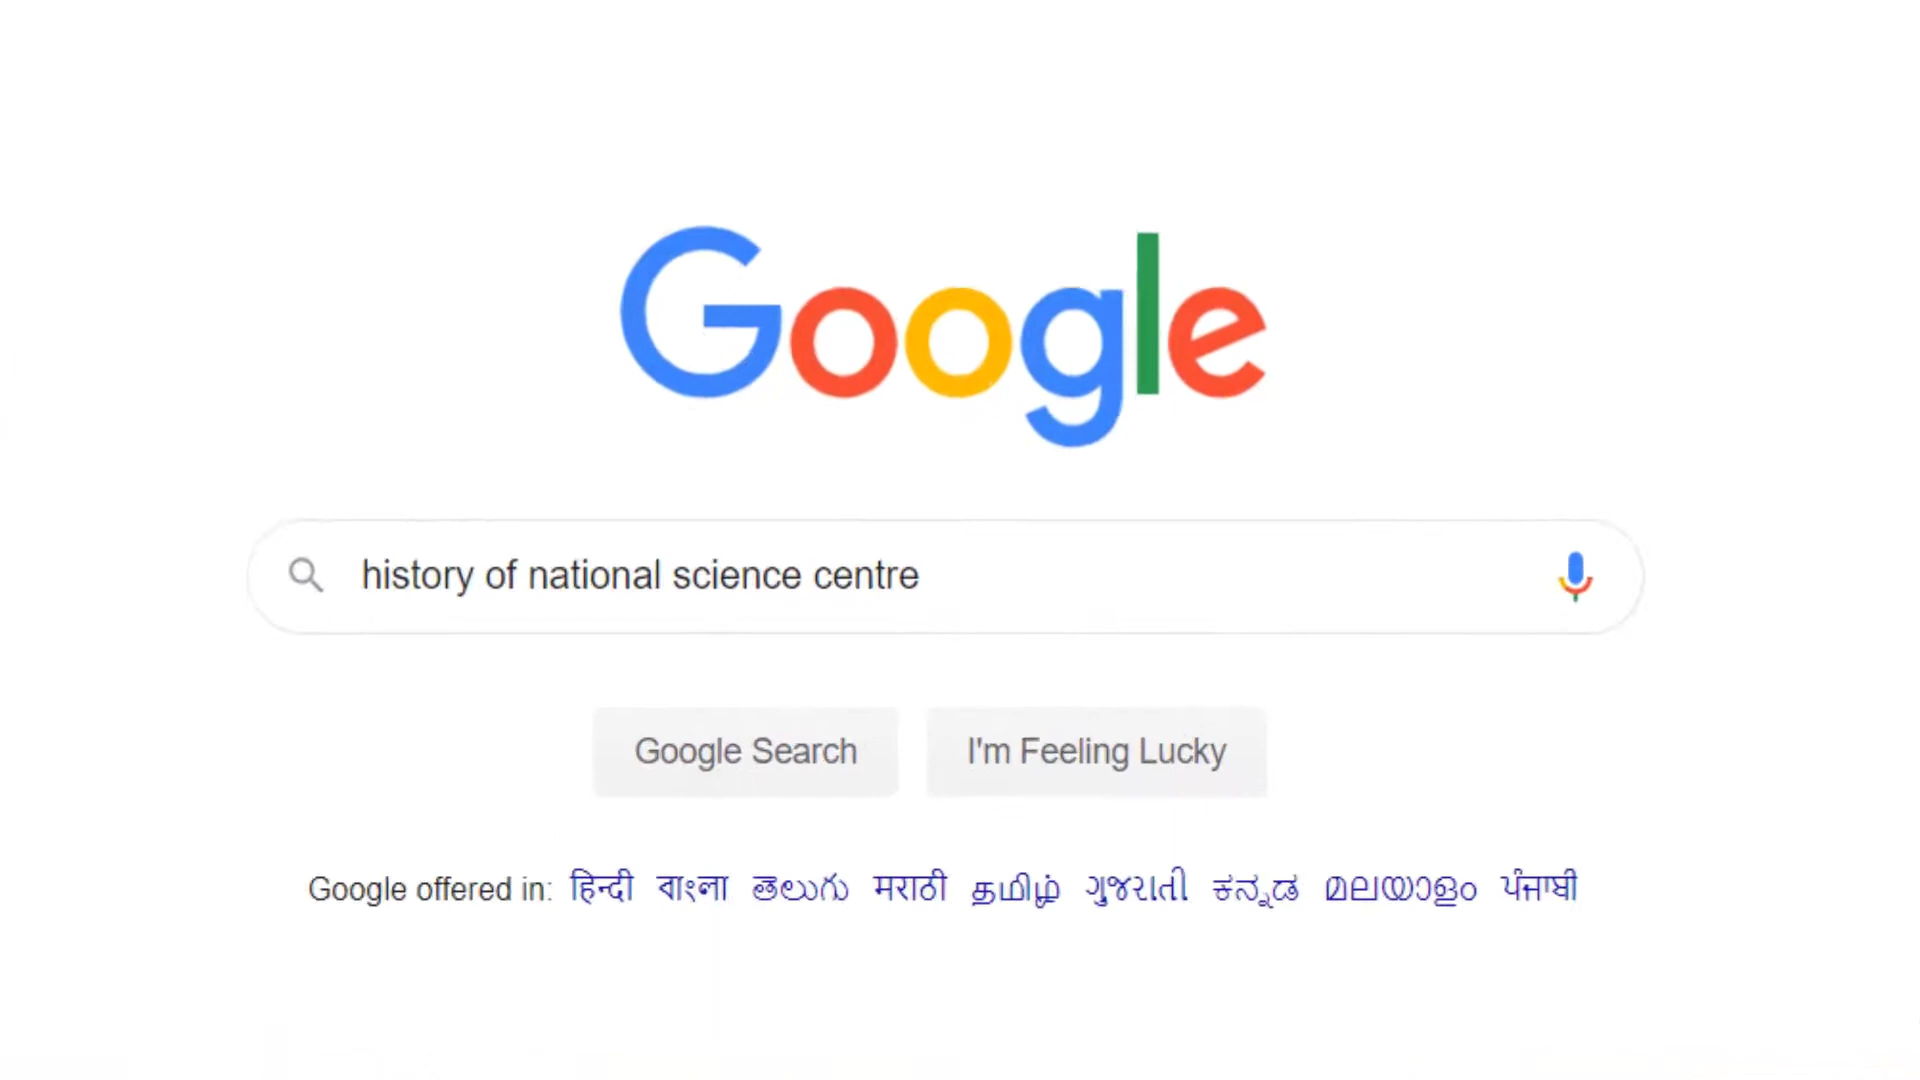 Google
history of national science centre
Google Search I'm Feeling Lucky
Google offered in: हिन्दी বাংলা తెలుగు मराठी தமிழ் ગુજરાતી ಕನ್ನಡ മലയാളം ਪੰਜਾਬੀ